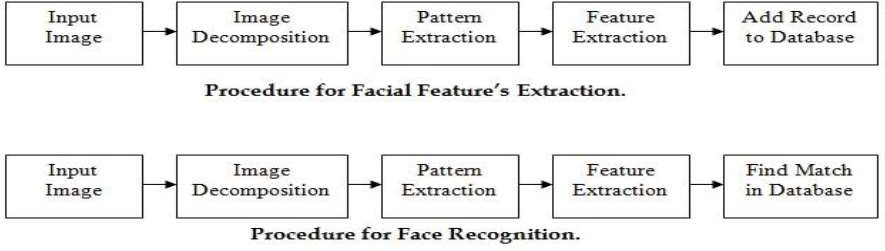 Input Image
Image Decomposition
Pattern Extraction
Feature Extraction
Add Record to Database
Procedure for Facial Feature's Extraction.
Input Image
Image Decomposition
Pattern Extraction
Feature Extraction
Find Match in Database
Procedure for Face Recognition.